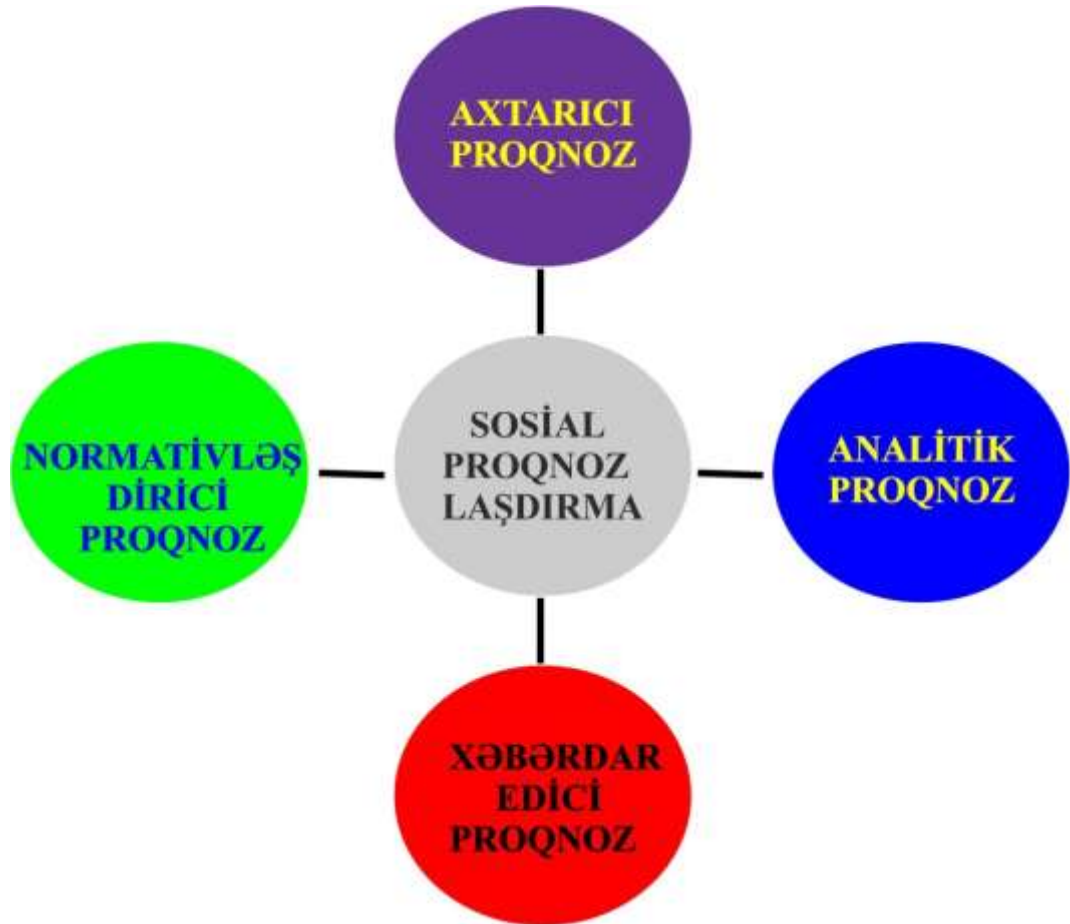 AXTARICI
PROQNOZ
NORMATİVLƏŞ
DİRİCİ
PROQNOZ
SOSİAL
PROQNOZ
LAŞDIRMA
ANALİTİK
PROQNOZ
XƏBƏRDAR
EDİCİ
PROQNOZ